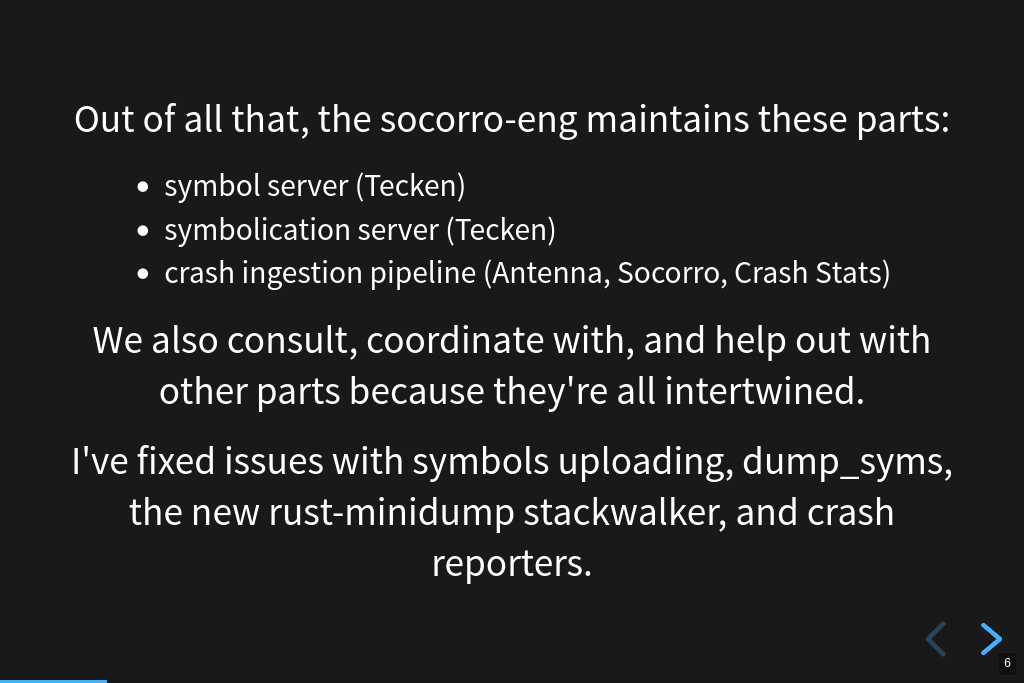 Out of all that, the socorro-eng maintains these parts:
• symbol server (Tecken)
• symbolication server (Tecken)
• crash ingestion pipeline (Antenna, Socorro, Crash Stats)
We also consult, coordinate with, and help out with
other parts because they're all intertwined.
I've fixed issues with symbols uploading, dump_syms,
the new rust-minidump stackwalker, and crash
reporters.
6